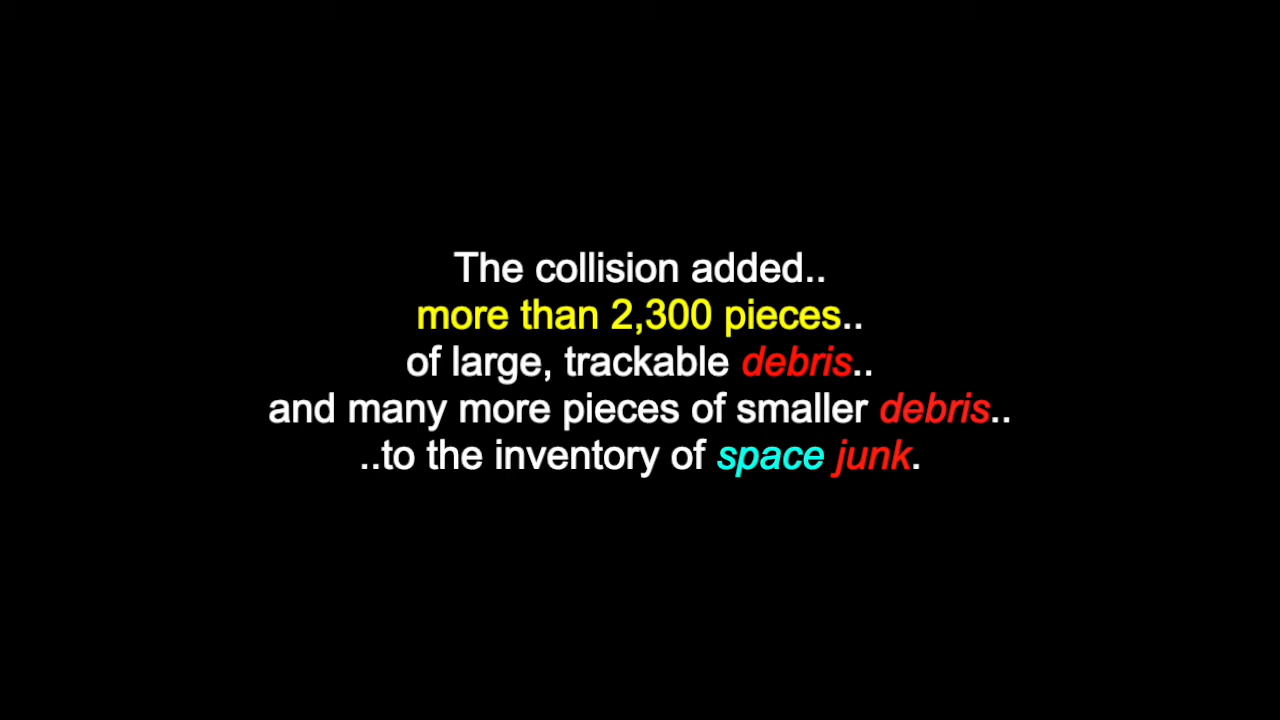 The collision added..
more than 2,300 pieces..
of large, trackable debris..
and many more pieces of smaller debris..
..to the inventory of space junk.